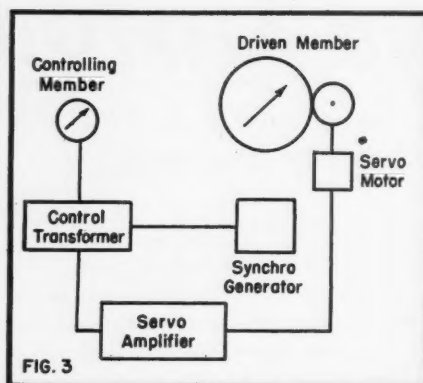 Driven Member
Controlling
Member
Servo
Motor
Control
Transformer
Synchro
Generator
Servo
Amplifier
FIG. 3